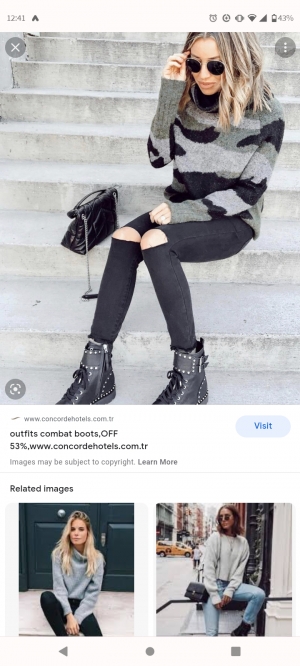 12:41
43%
www.concordehotels.com.tr
outfits combat boots,OFF
53%,www.concordehotels.com.tr
Visit
Images may be subject to copyright. Learn More
Related images